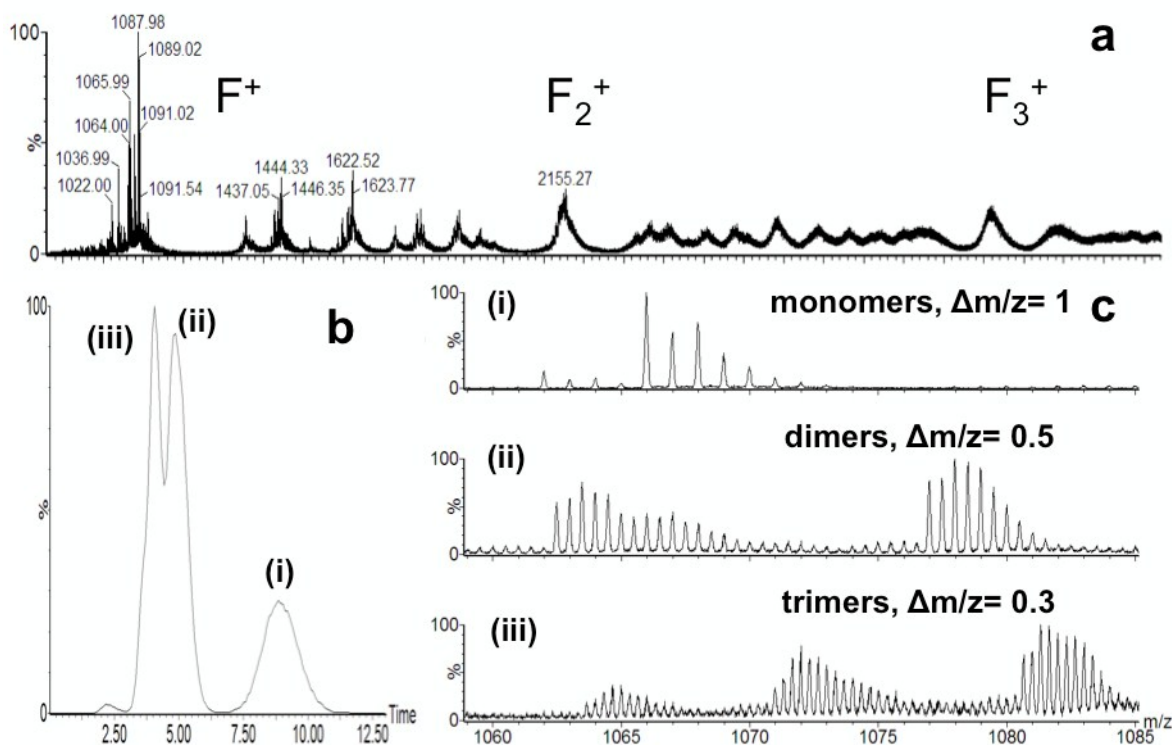 1087.98
100
1089.02
a
1065.99
F+
F2+
F3+
1091.02
1064.00
%
1036.99
1022.00
1091.54
1444.33
1437.05
1446.35
1622.52
1623.77
2155.27
0
100
(iii)
(ii)
b
%
(i)
0
Time
2.50 5.00 7.50 10.00 12.50
100
(i)
monomers, Δm/z= 1
c
%
0
100
(ii)
dimers, Δm/z= 0.5
%
0
100
(iii)
trimers, Δm/z= 0.3
%
0
m/z
1060 1065 1070 1075 1080 1085